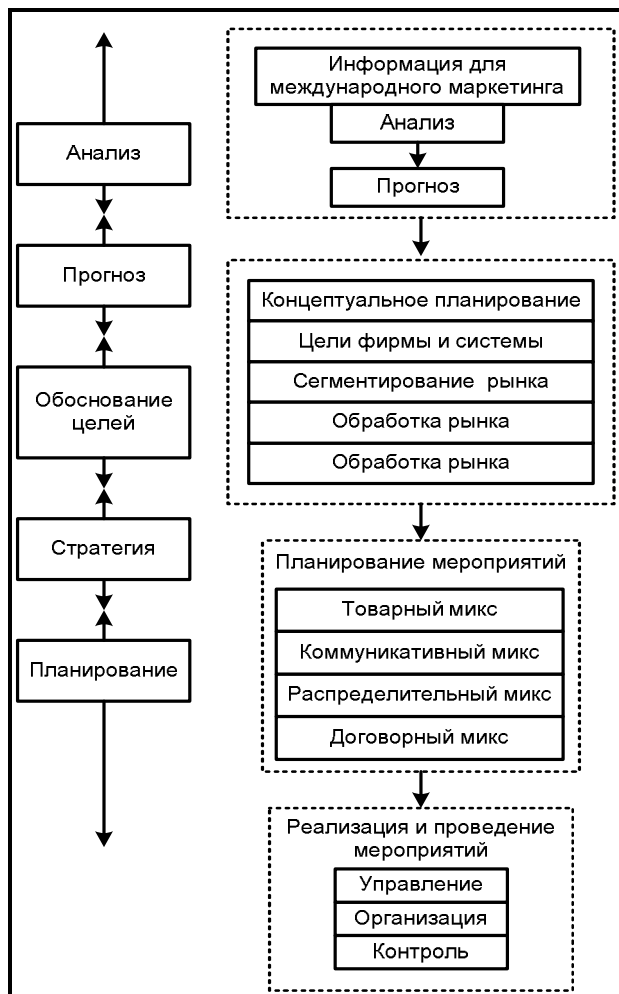 Анализ
Прогноз
Обоснование
целей
Стратегия
Планирование
Информация для
международного маркетинга
Анализ
Прогноз
Концептуальное планирование
Цели фирмы и системы
Сегментирование рынка
Обработка рынка
Обработка рынка
Планирование мероприятий
Товарный микс
Коммуникативный микс
Распределительный микс
Договорный микс
Реализация и проведение
мероприятий
Управление
Организация
Контроль